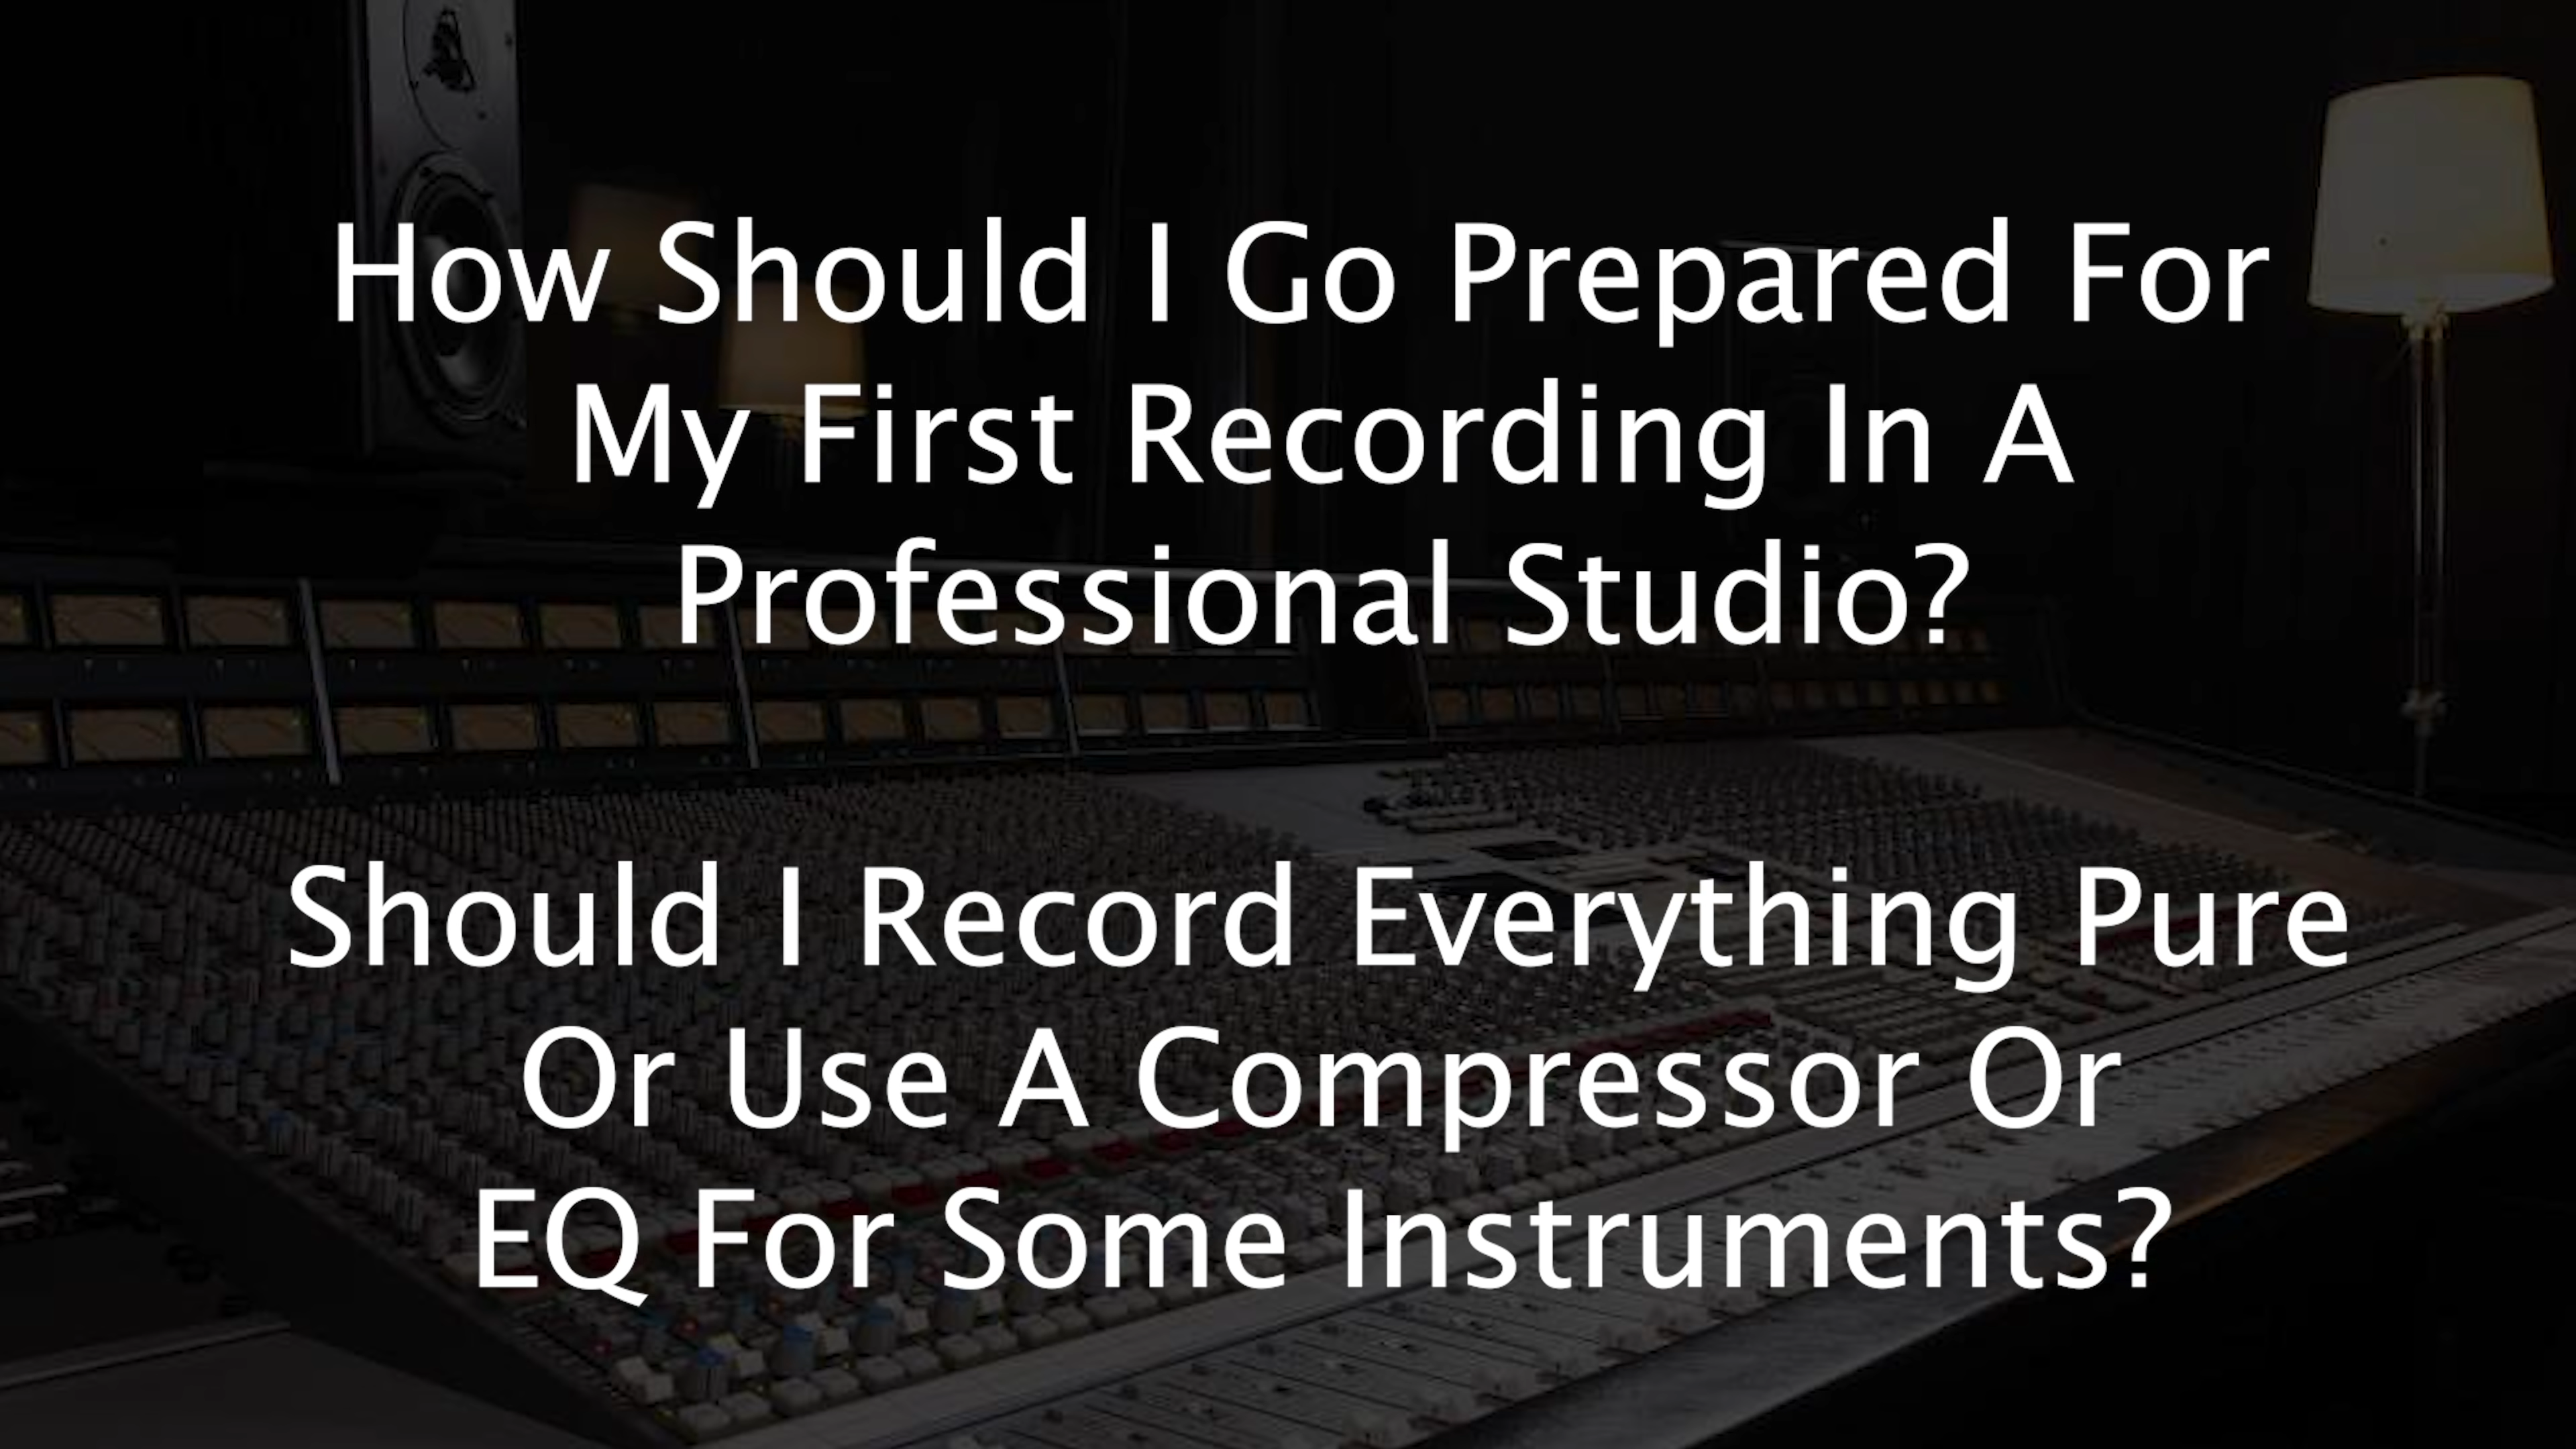 How Should I Go Prepared For
My First Recording In A
Professional Studio?
Should I Record Everything Pure
Or Use A Compressor Or
EQ For Some Instruments?